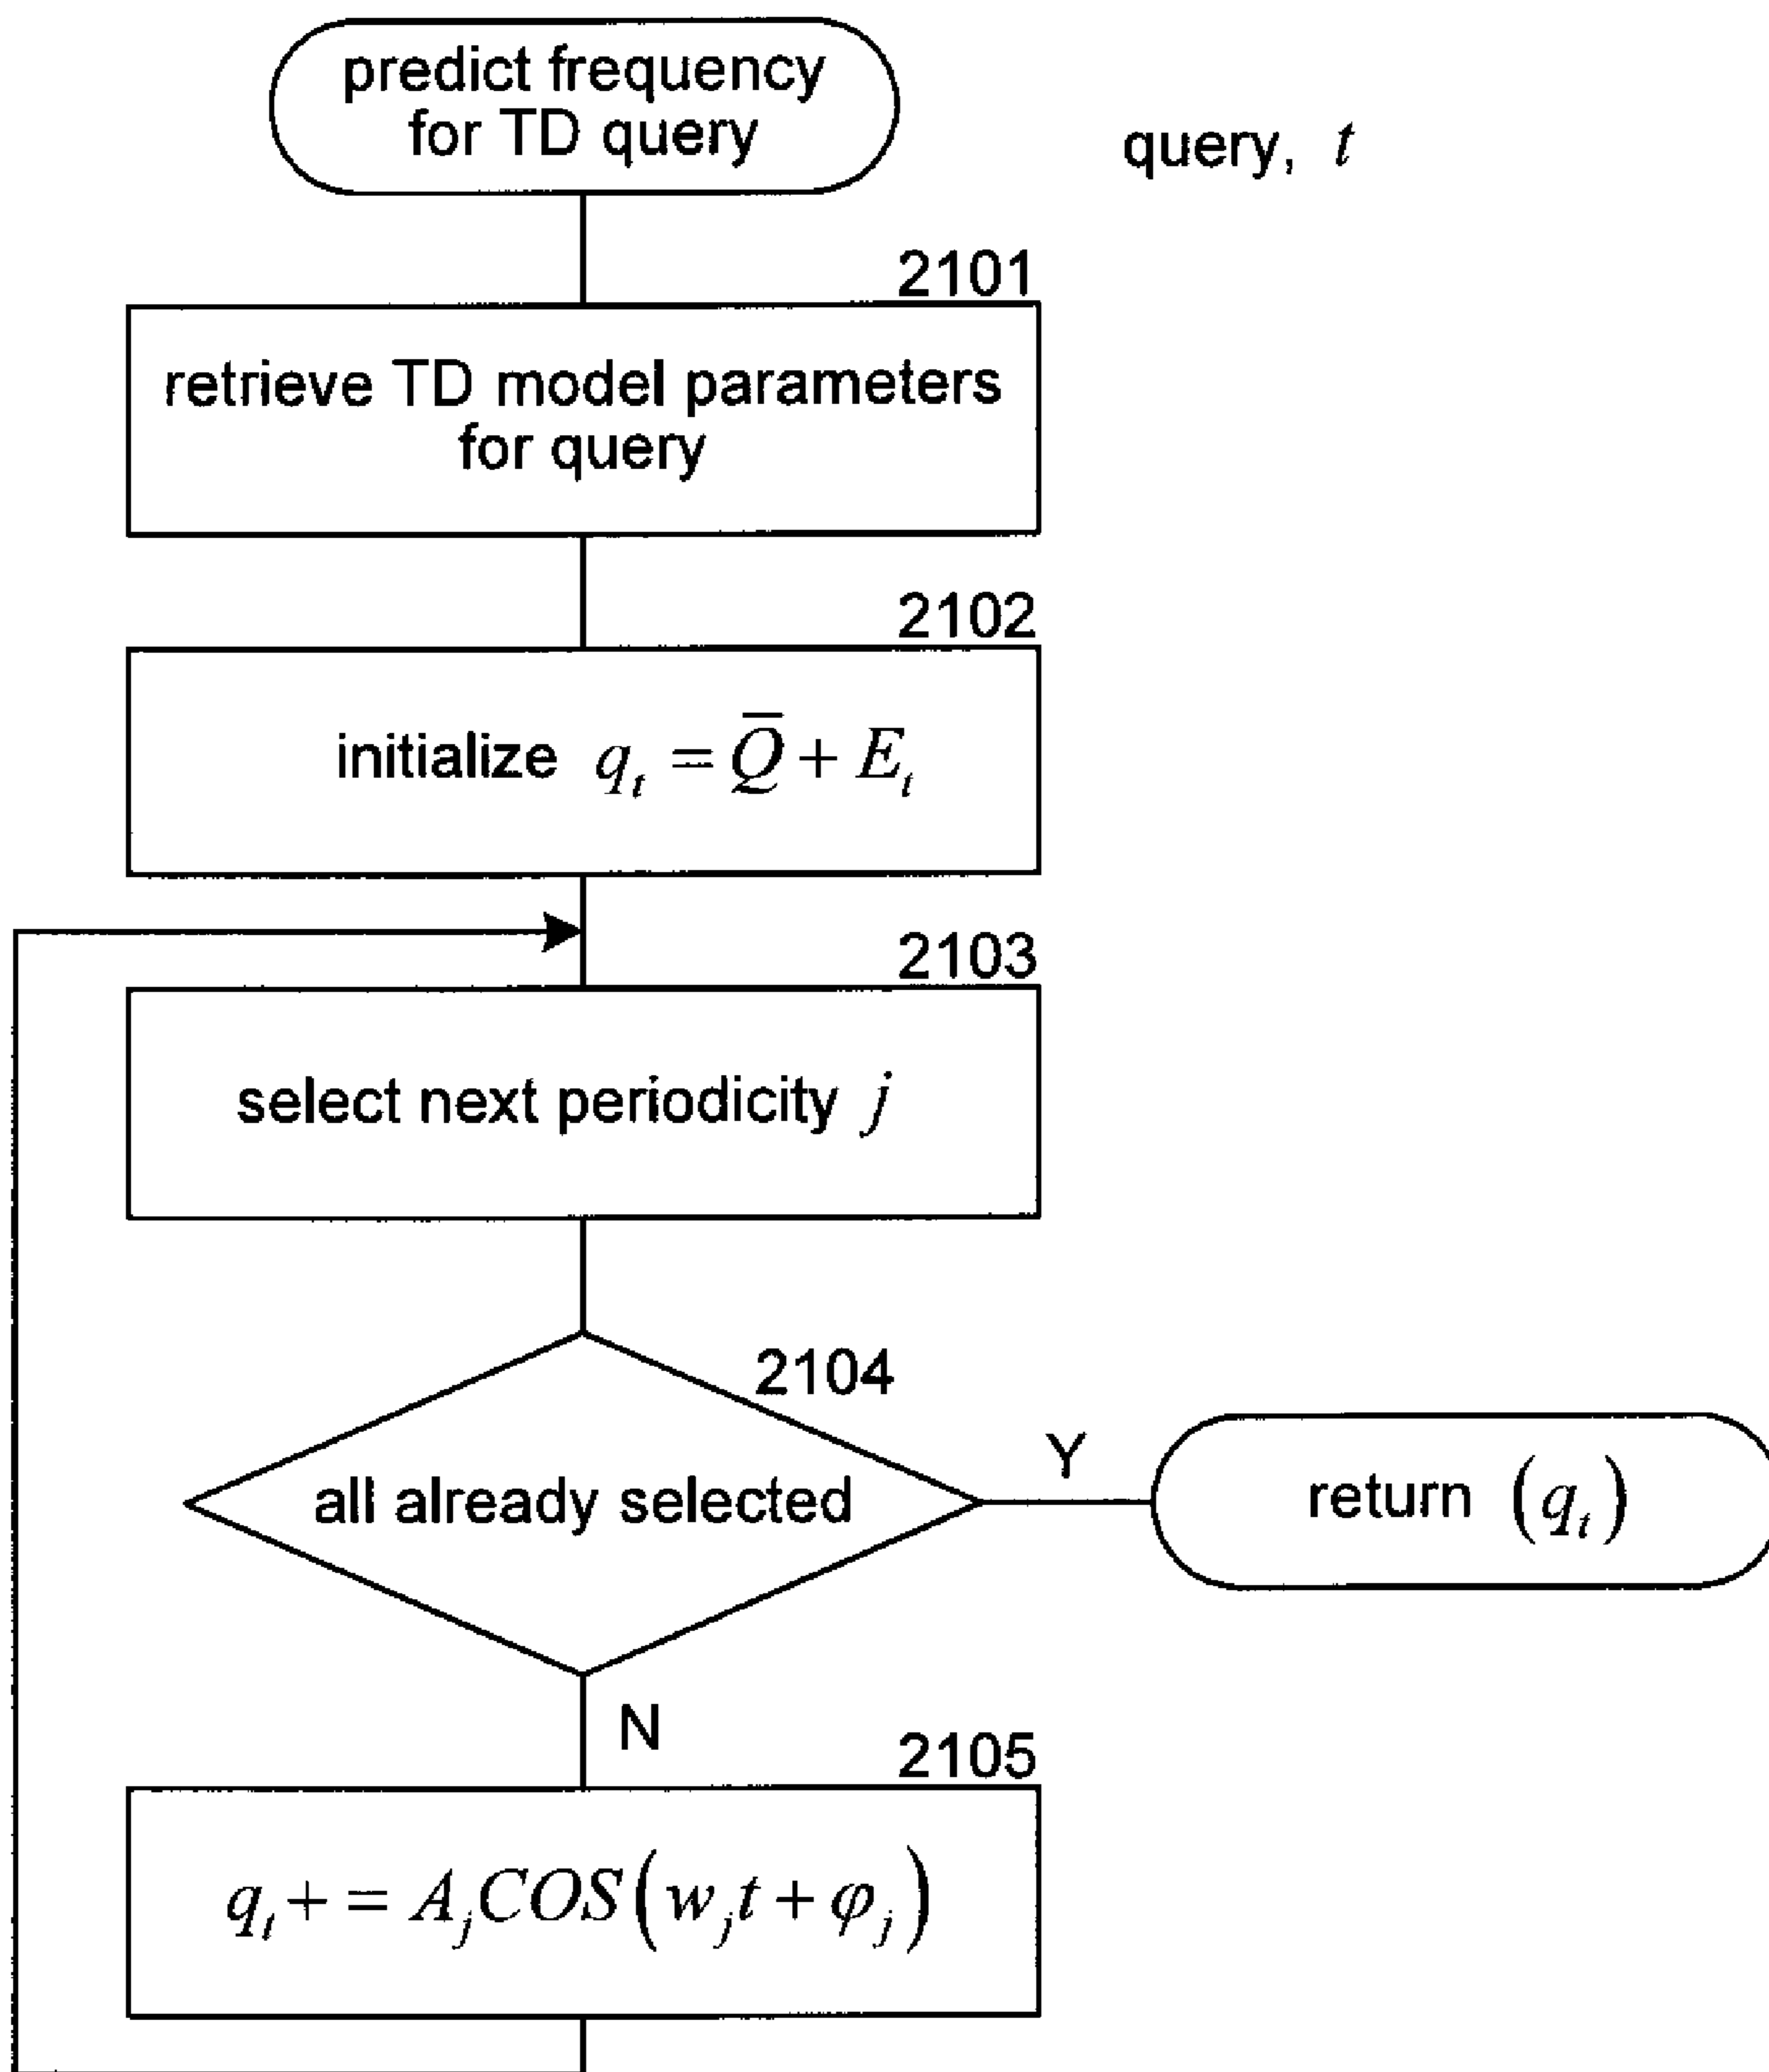 predict frequency
for TD query
query, t
2101
retrieve TD model parameters
for query
2102
initialize q_t = Q̅ + E_t
2103
select next periodicity j
2104
all already selected
Y
return (q_t)
N
2105
q_t + = A_j COS(w_j t + φ_j)